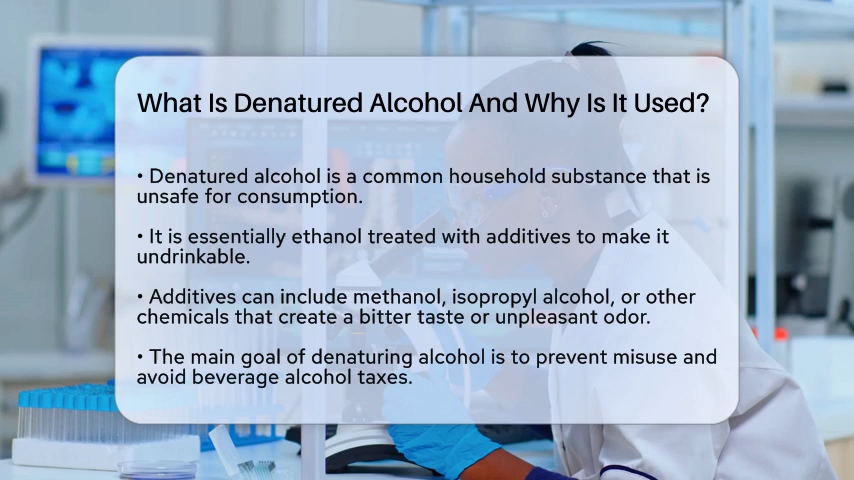 What Is Denatured Alcohol And Why Is It Used?
• Denatured alcohol is a common household substance that is
unsafe for consumption.
• It is essentially ethanol treated with additives to make it
undrinkable.
• Additives can include methanol, isopropyl alcohol, or other
chemicals that create a bitter taste or unpleasant odor.
• The main goal of denaturing alcohol is to prevent misuse and
avoid beverage alcohol taxes.